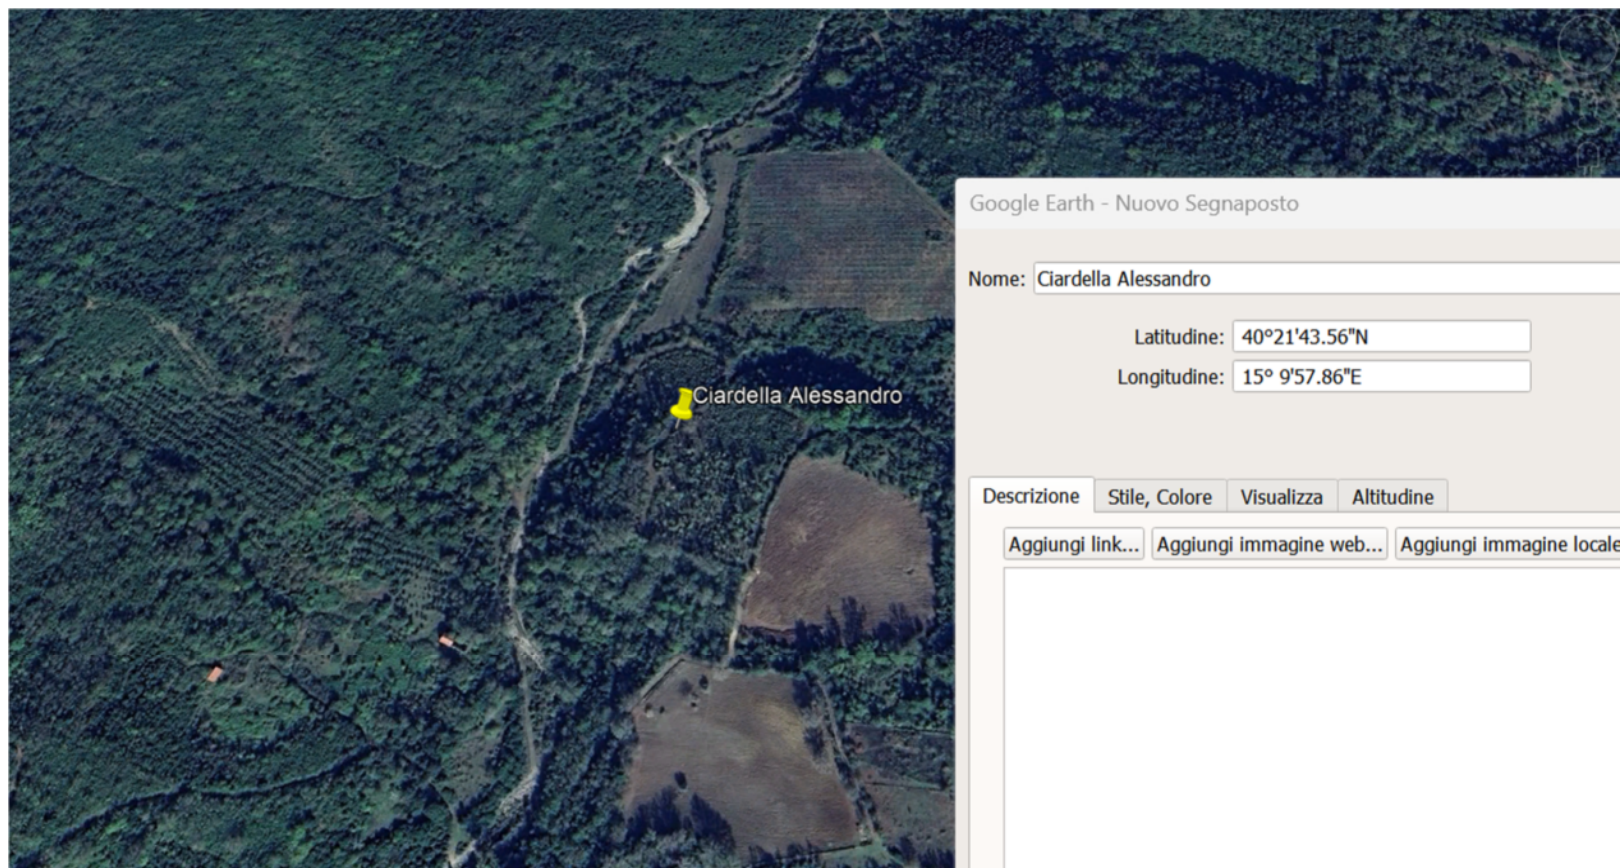 Google Earth - Nuovo Segnaposto
Nome: Ciardella Alessandro
Latitudine: 40°21'43.56"N
Longitudine: 15° 9'57.86"E
Ciardella Alessandro
Descrizione Stile, Colore Visualizza Altitudine
Aggiungi link... Aggiungi immagine web... Aggiungi immagine locale